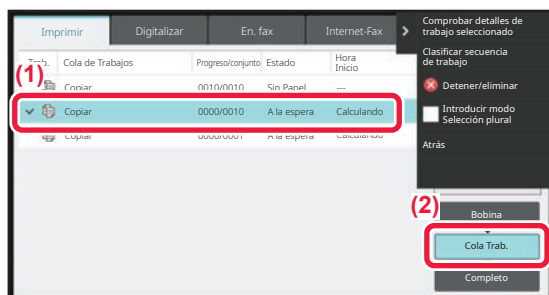 Imprimir Digitalizar En. fax Internet-Fax
Trab. Cola de Trabajos Progreso/conjunto Estado Hora Inicio
(1)
Copiar 0010/0010 Sin Papel ---
Copiar 0000/0010 A la espera Calculando
Copiar 0000/0001 A la espera Calculando
Comprobar detalles de
trabajo seleccionado
Clasificar secuencia
de trabajo
Detener/eliminar
Introducir modo
Selección plural
Atrás
(2)
Bobina
Cola Trab.
Completo